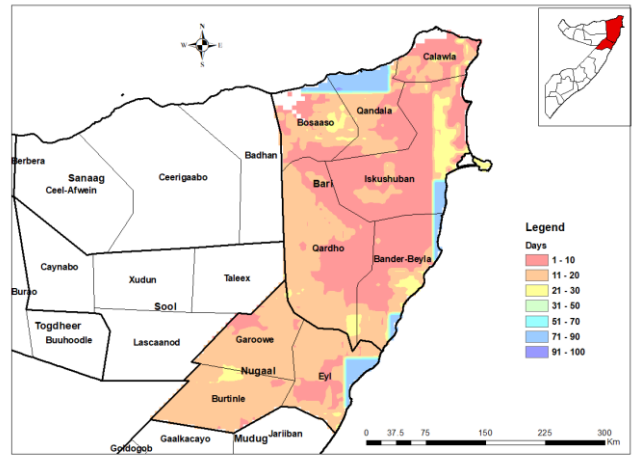 N
W E
S
Calawla
Qandala
Bosaaso
Berbera
Badhan
Sanaag
Ceerigaabo
Ceel-Afwein
Bari
Iskushuban
Qardho
Bander-Beyla
Caynabo
Xudun
Taleex
Burao
Sool
Togdheer
Buuhoodle
Lascaanod
Garoowe
Nugaal
Eyl
Burtinle
Jariiban
Gaalkacayo
Mudug
Goldogob
Legend
Days
1 - 10
11 - 20
21 - 30
31 - 50
51 - 70
71 - 90
91 - 100
0 37.5 75 150 225 300
Km